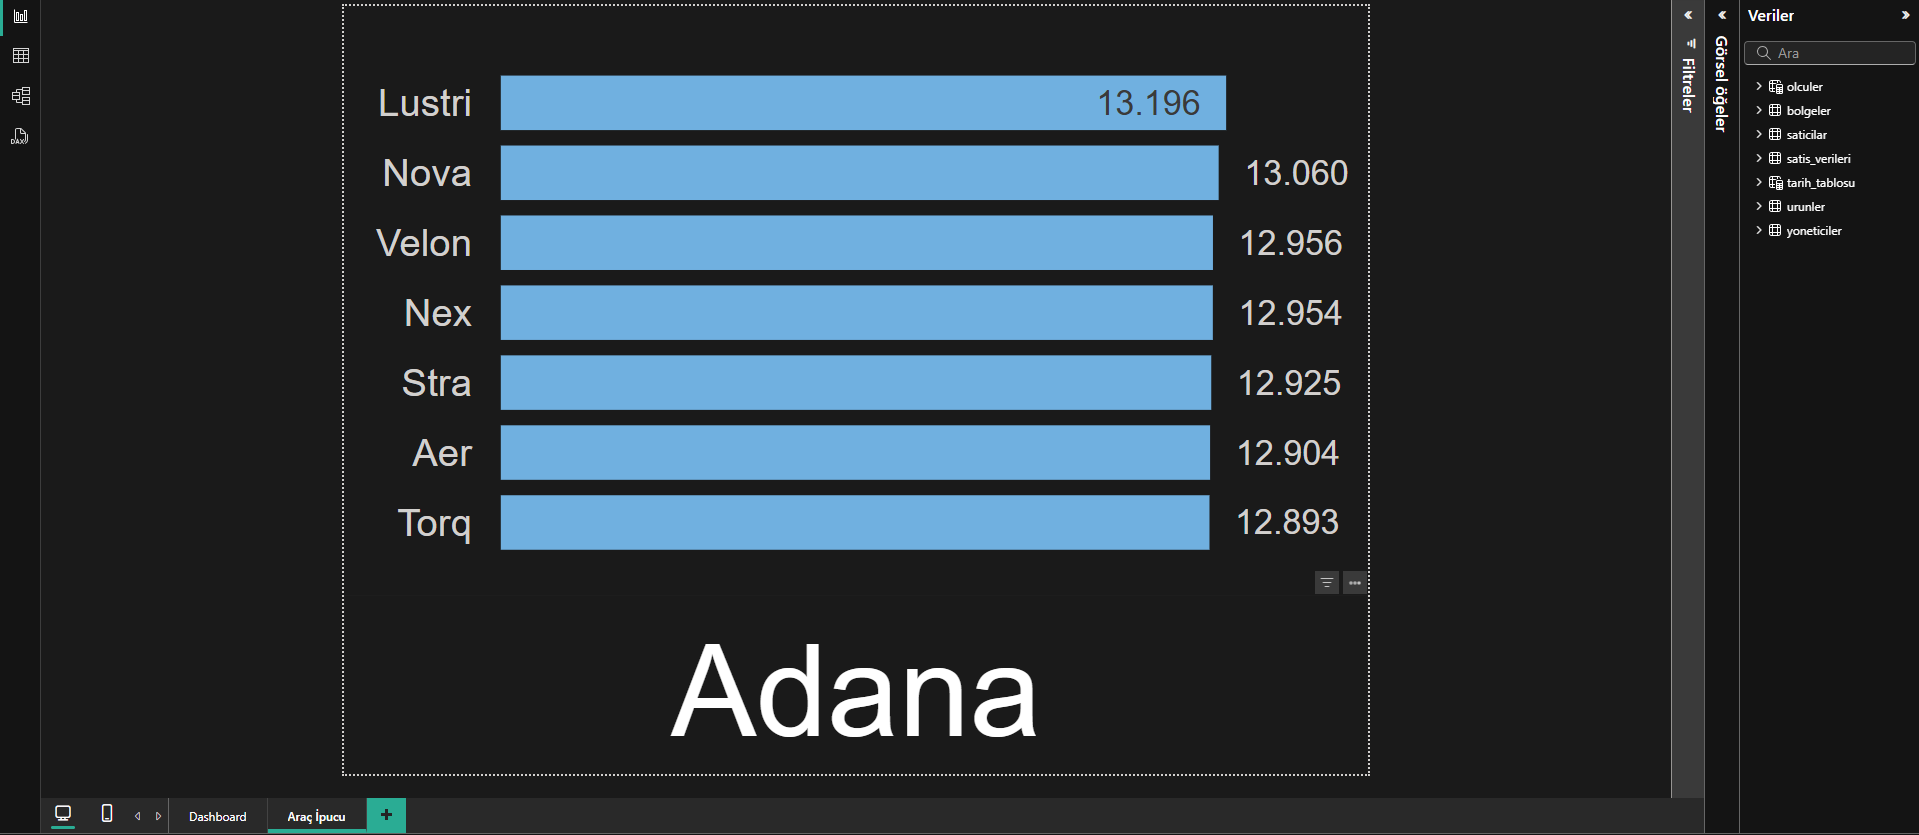 Lustri 13.196
Nova 13.060
Velon 12.956
Nex 12.954
Stra 12.925
Aer 12.904
Torq 12.893
Adana
Filtreler
Görsel öğeler
Veriler
Ara
olculer
bolgeler
saticilar
satis_verileri
tarih_tablosu
urunler
yoneticiler
DAX
Dashboard
Araç İpucu